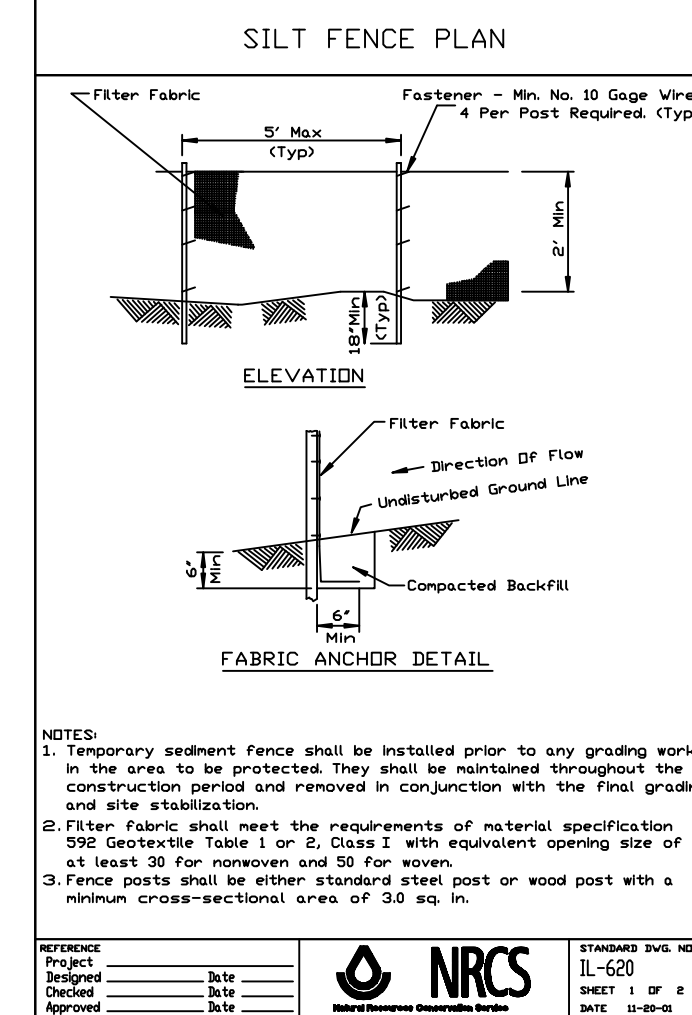 SILT FENCE PLAN
Filter Fabric
Fastener - Min. No. 10 Gage Wire
4 Per Post Required. (Typ
5' Max
(Typ)
2' Min
18"Min
(Typ)
ELEVATION
Filter Fabric
Direction Of Flow
Undisturbed Ground Line
6"
Min
Compacted Backfill
6"
Min
FABRIC ANCHOR DETAIL
NOTES:
1. Temporary sediment fence shall be installed prior to any grading work
in the area to be protected. They shall be maintained throughout the
construction period and removed in conjunction with the final gradin
and site stabilization.
2. Filter fabric shall meet the requirements of material specification
592 Geotextile Table 1 or 2, Class I with equivalent opening size of
at least 30 for nonwoven and 50 for woven.
3. Fence posts shall be either standard steel post or wood post with a
minimum cross-sectional area of 3.0 sq. in.
REFERENCE
Project
Designed Date
Checked Date
Approved Date
NRCS
Natural Resources Conservation Service
STANDARD DWG. NO
IL-620
SHEET 1 OF 2
DATE 11-20-01